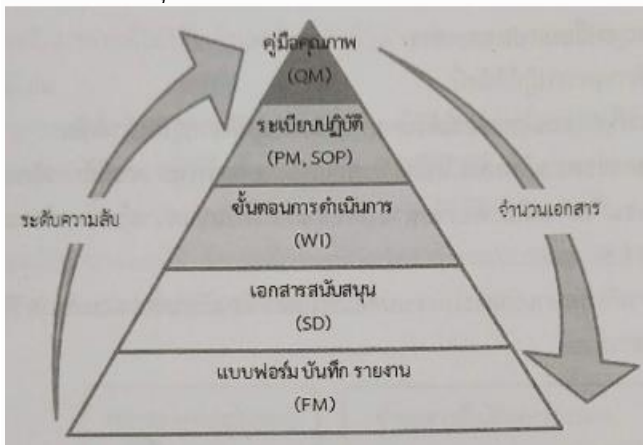 คู่มือคุณภาพ
(QM)
ระเบียบปฏิบัติ
(PM, SOP)
ขั้นตอนการดำเนินการ
(WI)
ระดับความลับ
จำนวนเอกสาร
เอกสารสนับสนุน
(SD)
แบบฟอร์ม บันทึก รายงาน
(FM)